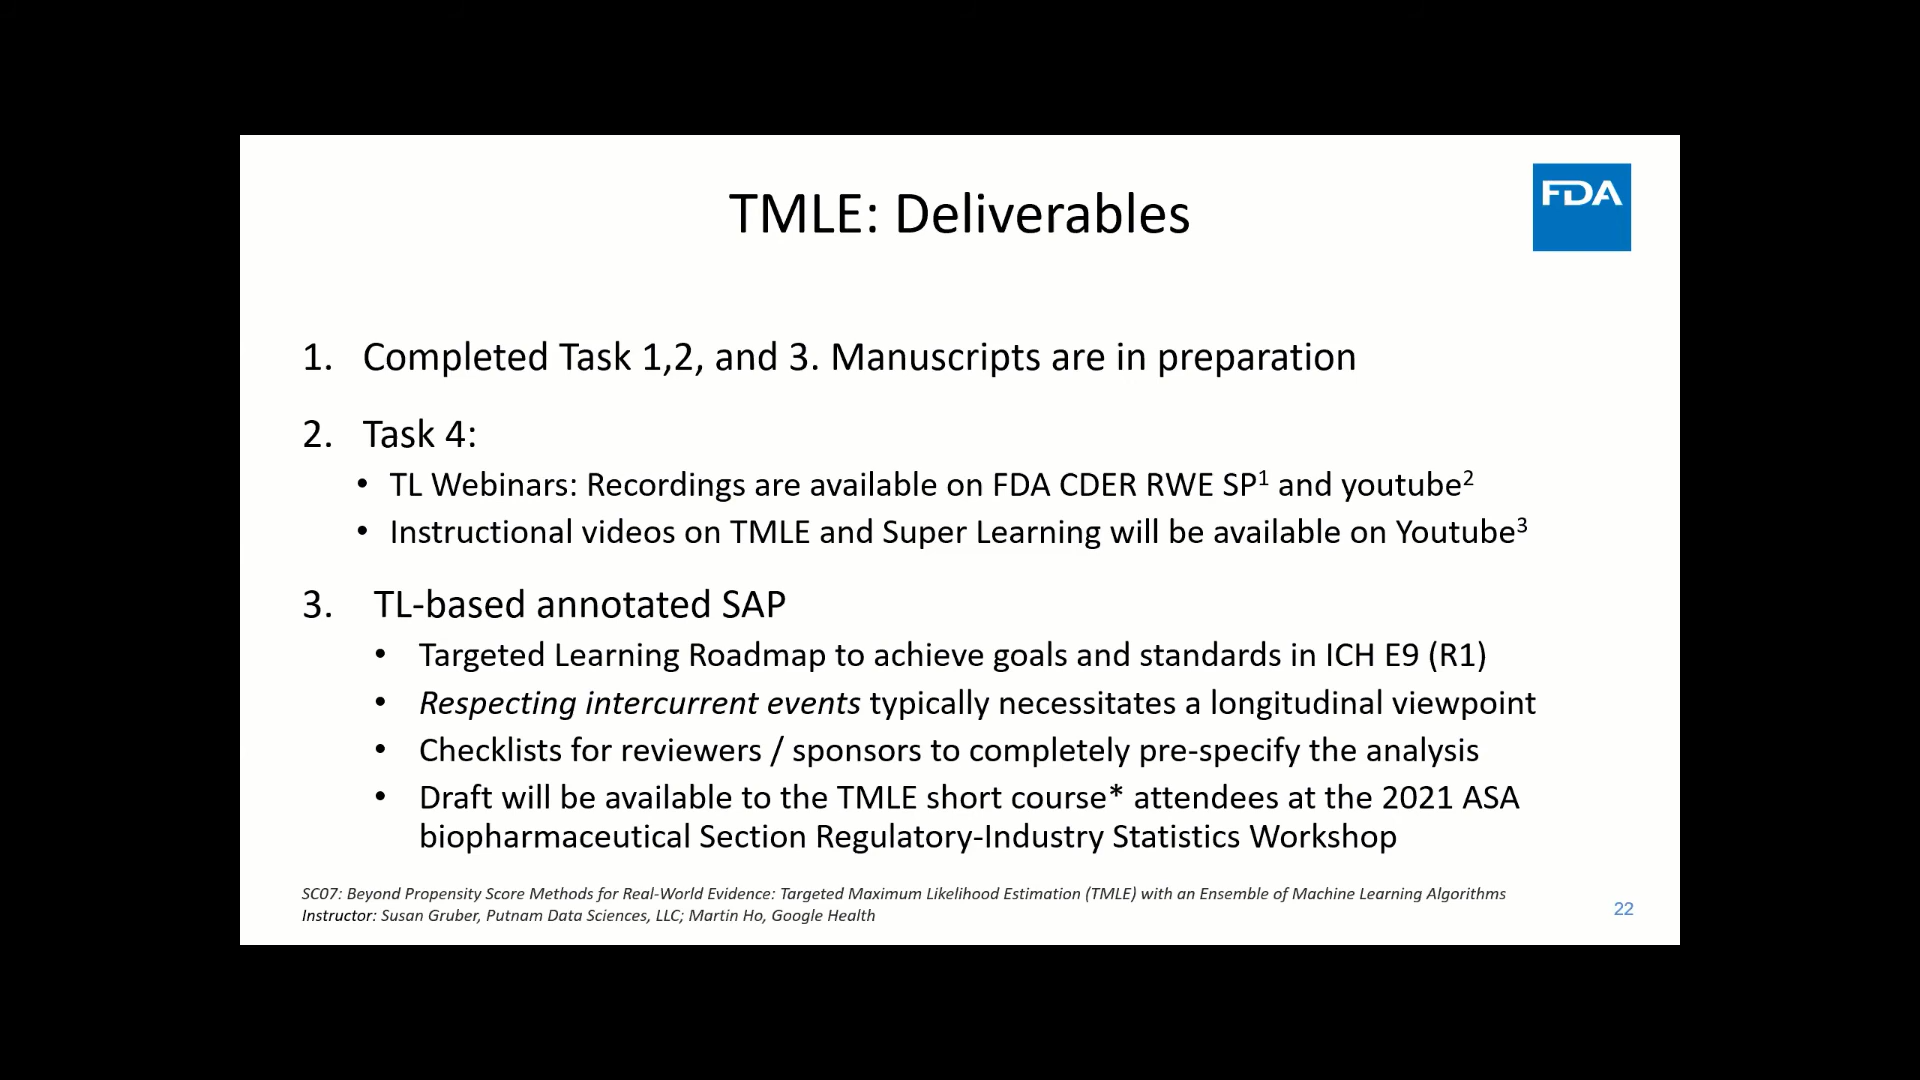 TMLE: Deliverables
FDA
1. Completed Task 1,2, and 3. Manuscripts are in preparation
2. Task 4:
• TL Webinars: Recordings are available on FDA CDER RWE SP¹ and youtube²
• Instructional videos on TMLE and Super Learning will be available on Youtube³
3. TL-based annotated SAP
• Targeted Learning Roadmap to achieve goals and standards in ICH E9 (R1)
• Respecting intercurrent events typically necessitates a longitudinal viewpoint
• Checklists for reviewers / sponsors to completely pre-specify the analysis
• Draft will be available to the TMLE short course* attendees at the 2021 ASA
biopharmaceutical Section Regulatory-Industry Statistics Workshop
SC07: Beyond Propensity Score Methods for Real-World Evidence: Targeted Maximum Likelihood Estimation (TMLE) with an Ensemble of Machine Learning Algorithms
Instructor: Susan Gruber, Putnam Data Sciences, LLC; Martin Ho, Google Health
22